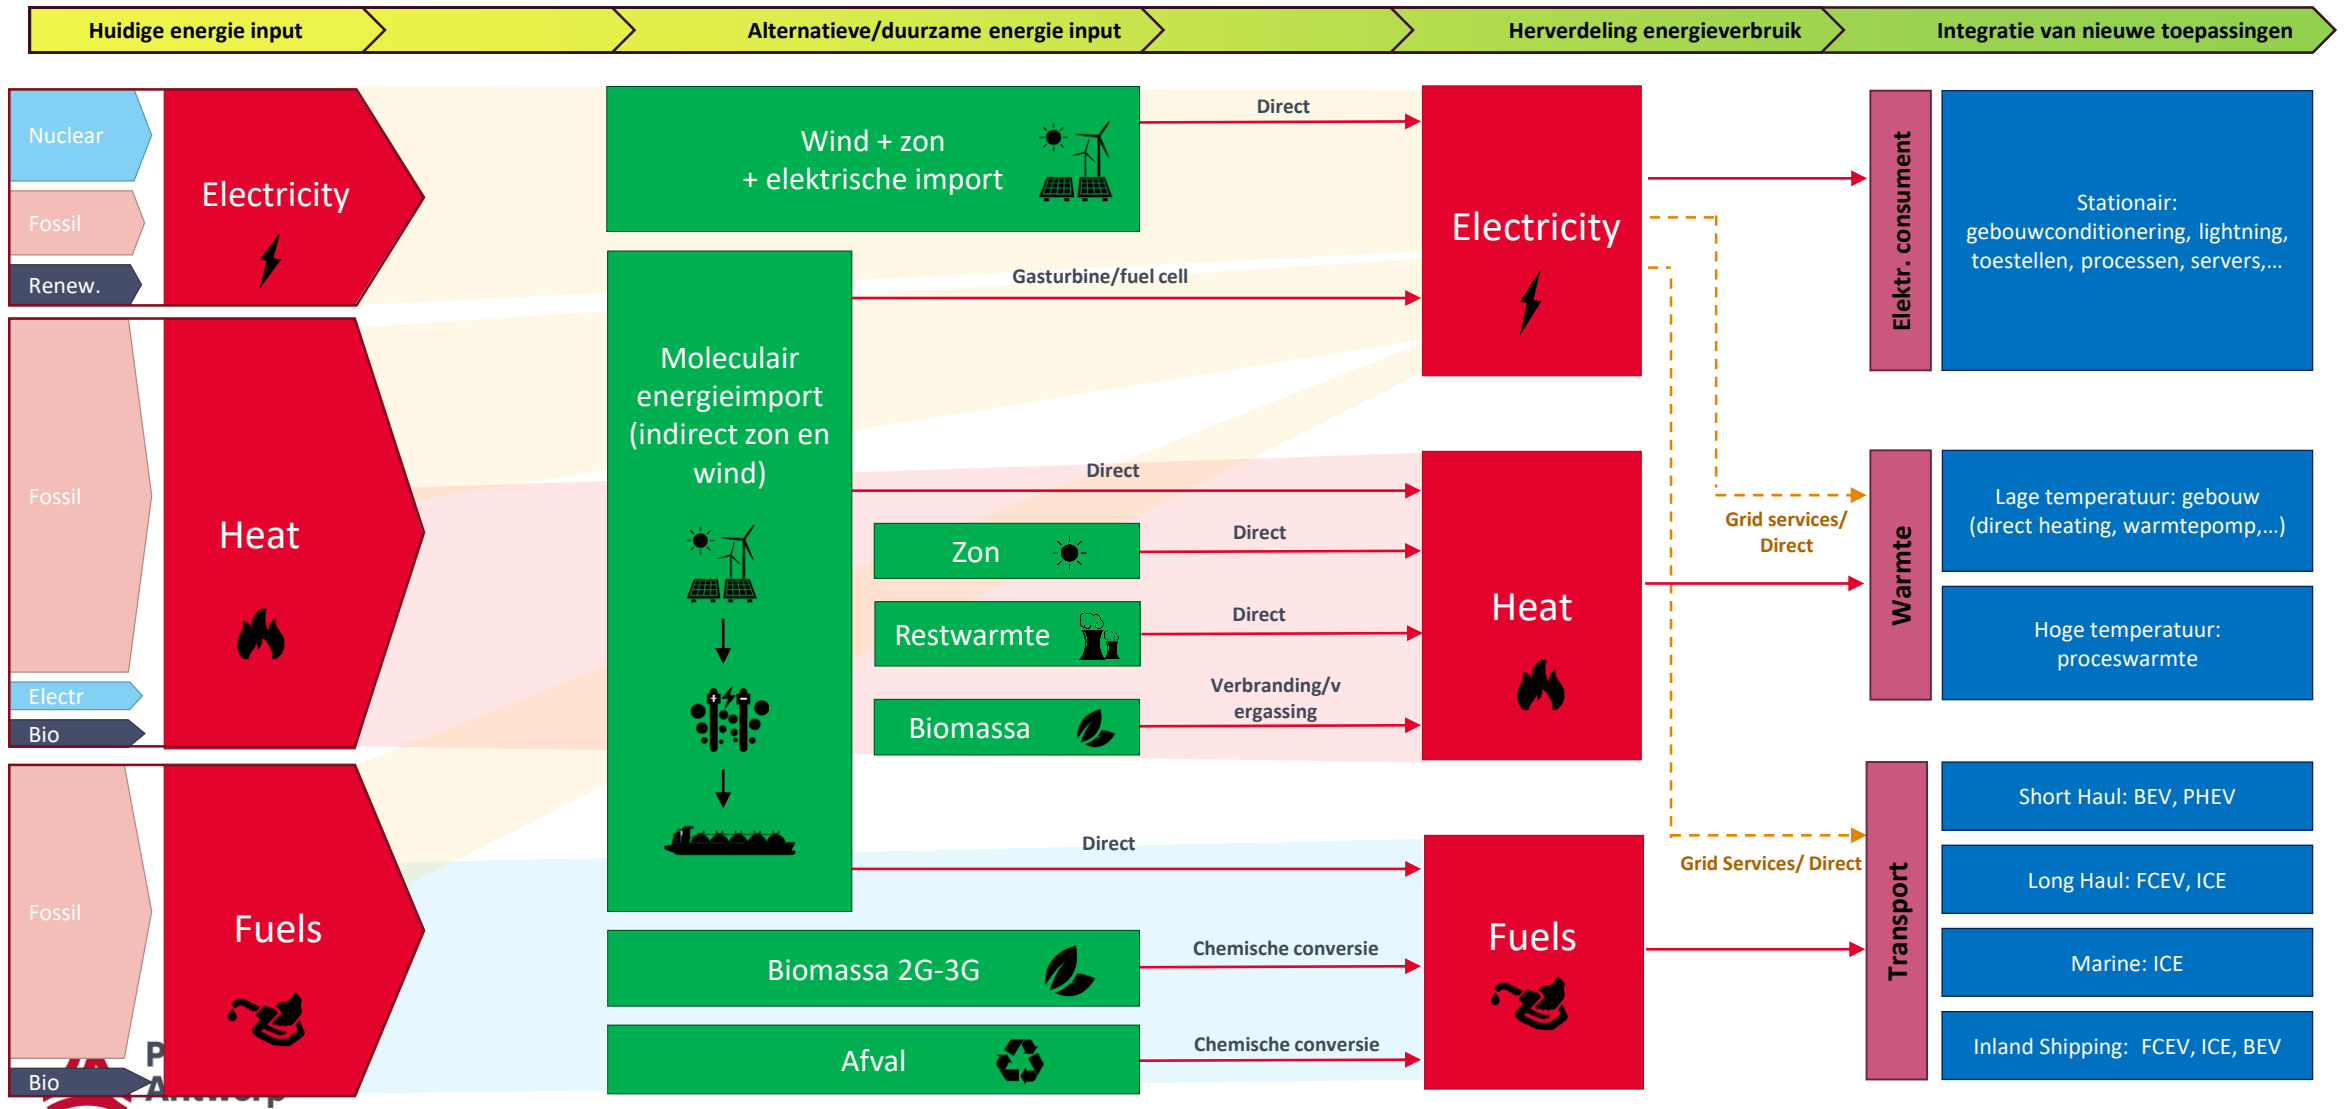 Huidige energie input
Alternatieve/duurzame energie input
Herverdeling energieverbruik
Integratie van nieuwe toepassingen
Nuclear
Fossil
Renew.
Electricity
Fossil
Electr
Bio
Heat
Fossil
Bio
Fuels
Antwerp
Wind + zon
+ elektrische import
Moleculair
energieimport
(indirect zon en
wind)
Zon
Restwarmte
Biomassa
Biomassa 2G-3G
Afval
Direct
Gasturbine/fuel cell
Direct
Direct
Direct
Verbranding/v
ergassing
Direct
Chemische conversie
Chemische conversie
Electricity
Heat
Fuels
Grid services/
Direct
Grid Services/ Direct
Elektr. consument
Stationair:
gebouwconditionering, lightning,
toestellen, processen, servers,...
Warmte
Lage temperatuur: gebouw
(direct heating, warmtepomp,...)
Hoge temperatuur:
proceswarmte
Transport
Short Haul: BEV, PHEV
Long Haul: FCEV, ICE
Marine: ICE
Inland Shipping: FCEV, ICE, BEV